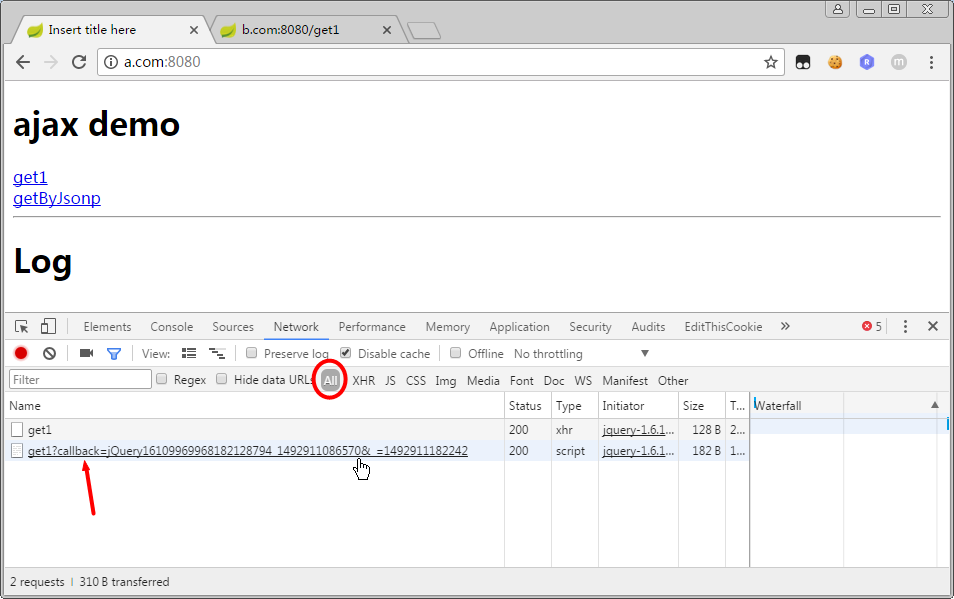 Insert title here
b.com:8080/get1
a.com:8080
ajax demo
get1
getByJsonp
Log
Elements Console Sources Network Performance Memory Application Security Audits EditThisCookie » 5
View: Preserve log Disable cache Offline No throttling
Filter Regex Hide data URLs All XHR JS CSS Img Media Font Doc WS Manifest Other
Name Status Type Initiator Size T... Waterfall
get1 200 xhr jquery-1.6.1... 128 B 2...
get1?callback=jQuery16109969968182128794_1492911086570&_=1492911182242 200 script jquery-1.6.1... 182 B 1...
2 requests | 310 B transferred